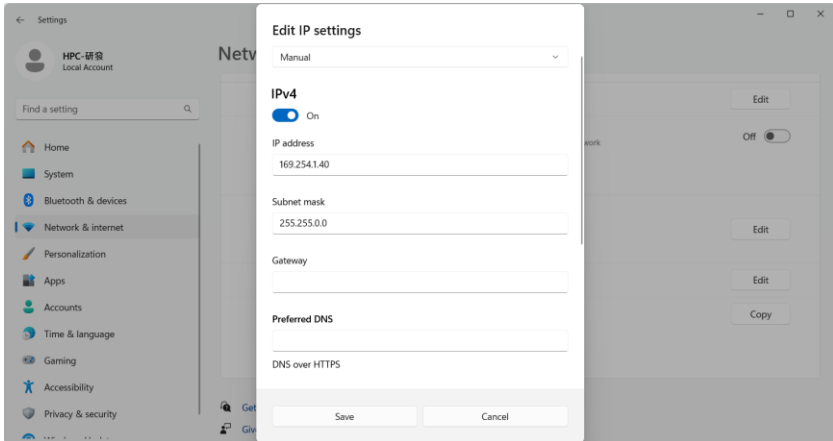 Settings
HPC-研發
Local Account
Find a setting
Home
System
Bluetooth & devices
Network & internet
Personalization
Apps
Accounts
Time & language
Gaming
Accessibility
Privacy & security
Netw
Edit
work
Off
Edit
Edit
Copy
Get
Giv
Edit IP settings
Manual
IPv4
On
IP address
169.254.1.40
Subnet mask
255.255.0.0
Gateway
Preferred DNS
DNS over HTTPS
Save
Cancel